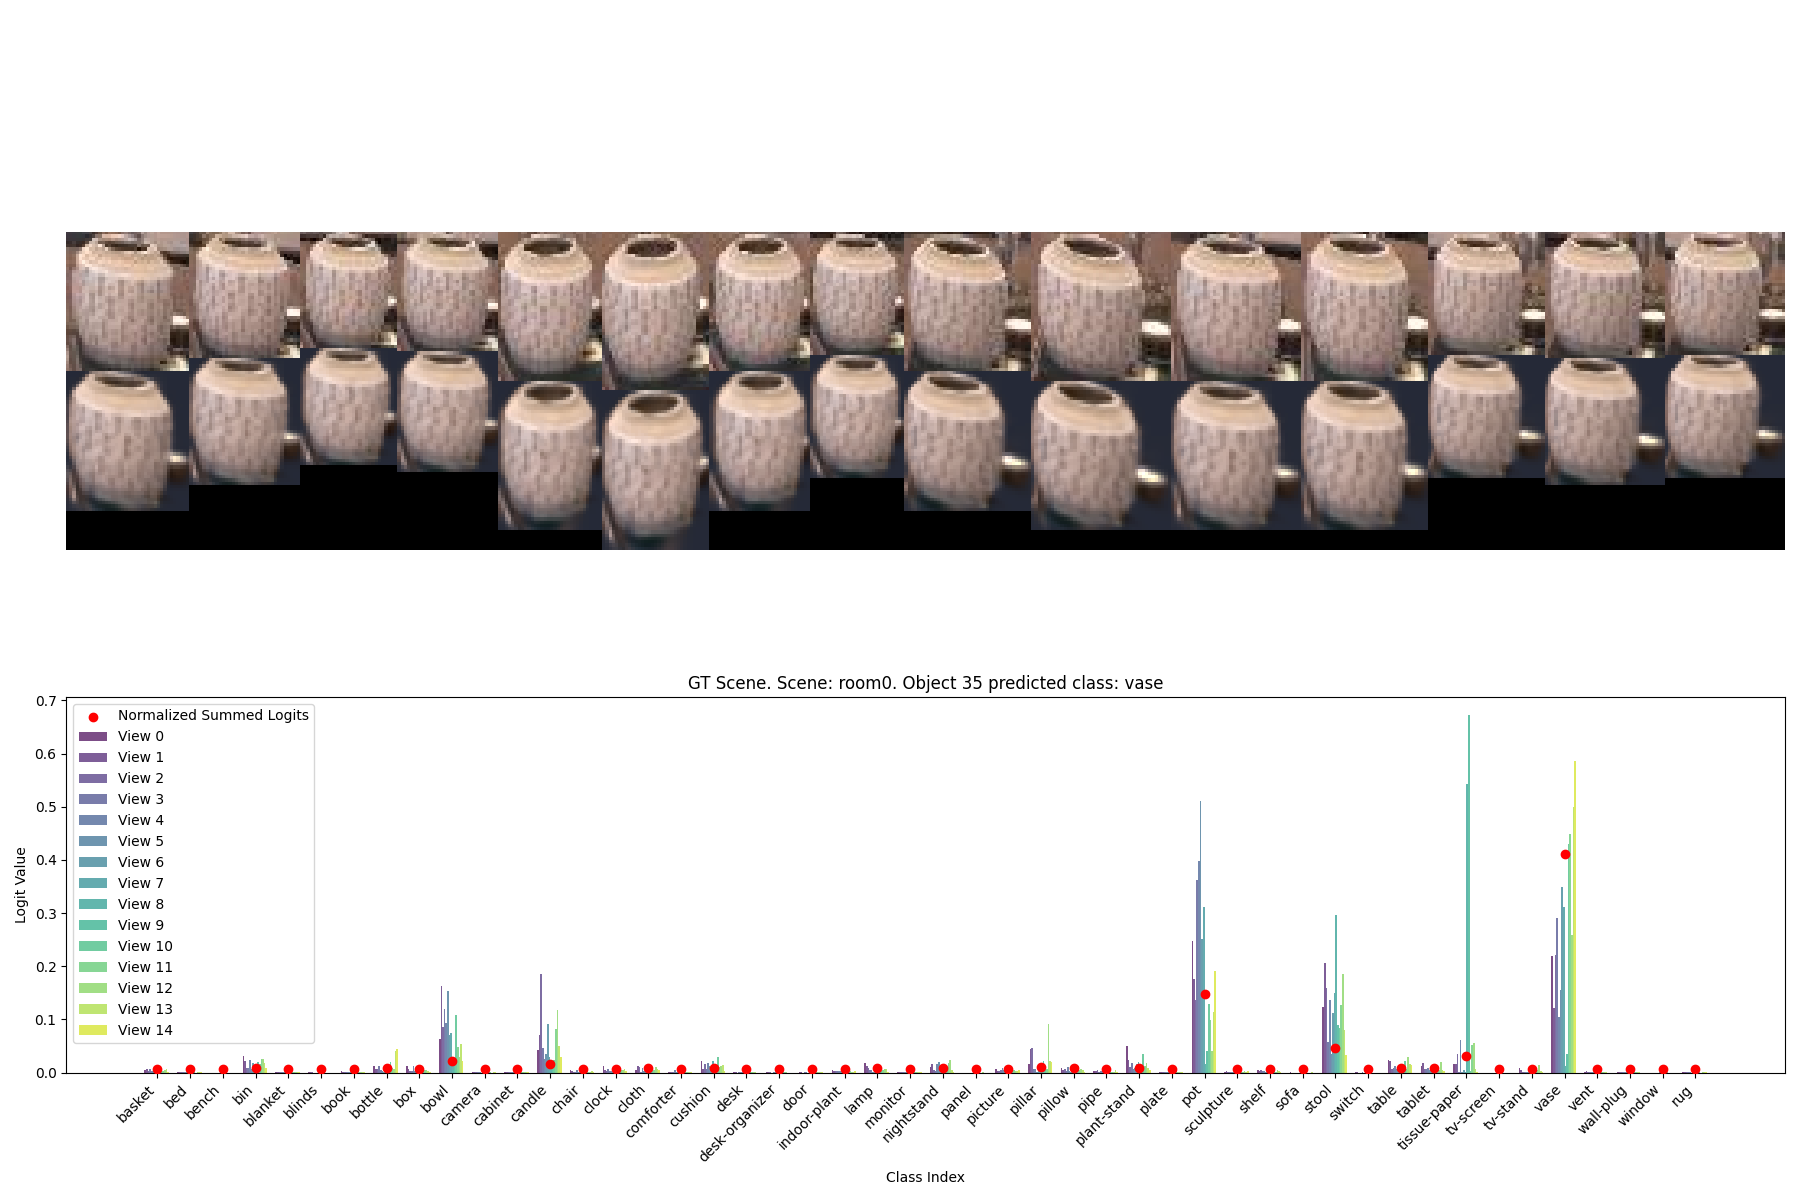 GT Scene. Scene: room0. Object 35 predicted class: vase
0.7
0.6
0.5
0.4
0.3
0.2
0.1
0.0
Logit Value
Normalized Summed Logits
View 0
View 1
View 2
View 3
View 4
View 5
View 6
View 7
View 8
View 9
View 10
View 11
View 12
View 13
View 14
basket
bed
bench
bin
blanket
blinds
book
bottle
box
bowl
camera
cabinet
candle
chair
clock
cloth
comforter
cushion
desk
desk-organizer
door
indoor-plant
lamp
monitor
nightstand
panel
picture
pillar
pillow
pipe
plant-stand
plate
pot
sculpture
shelf
sofa
stool
switch
table
tablet
tissue-paper
tv-screen
tv-stand
vase
vent
wall-plug
window
rug
Class Index